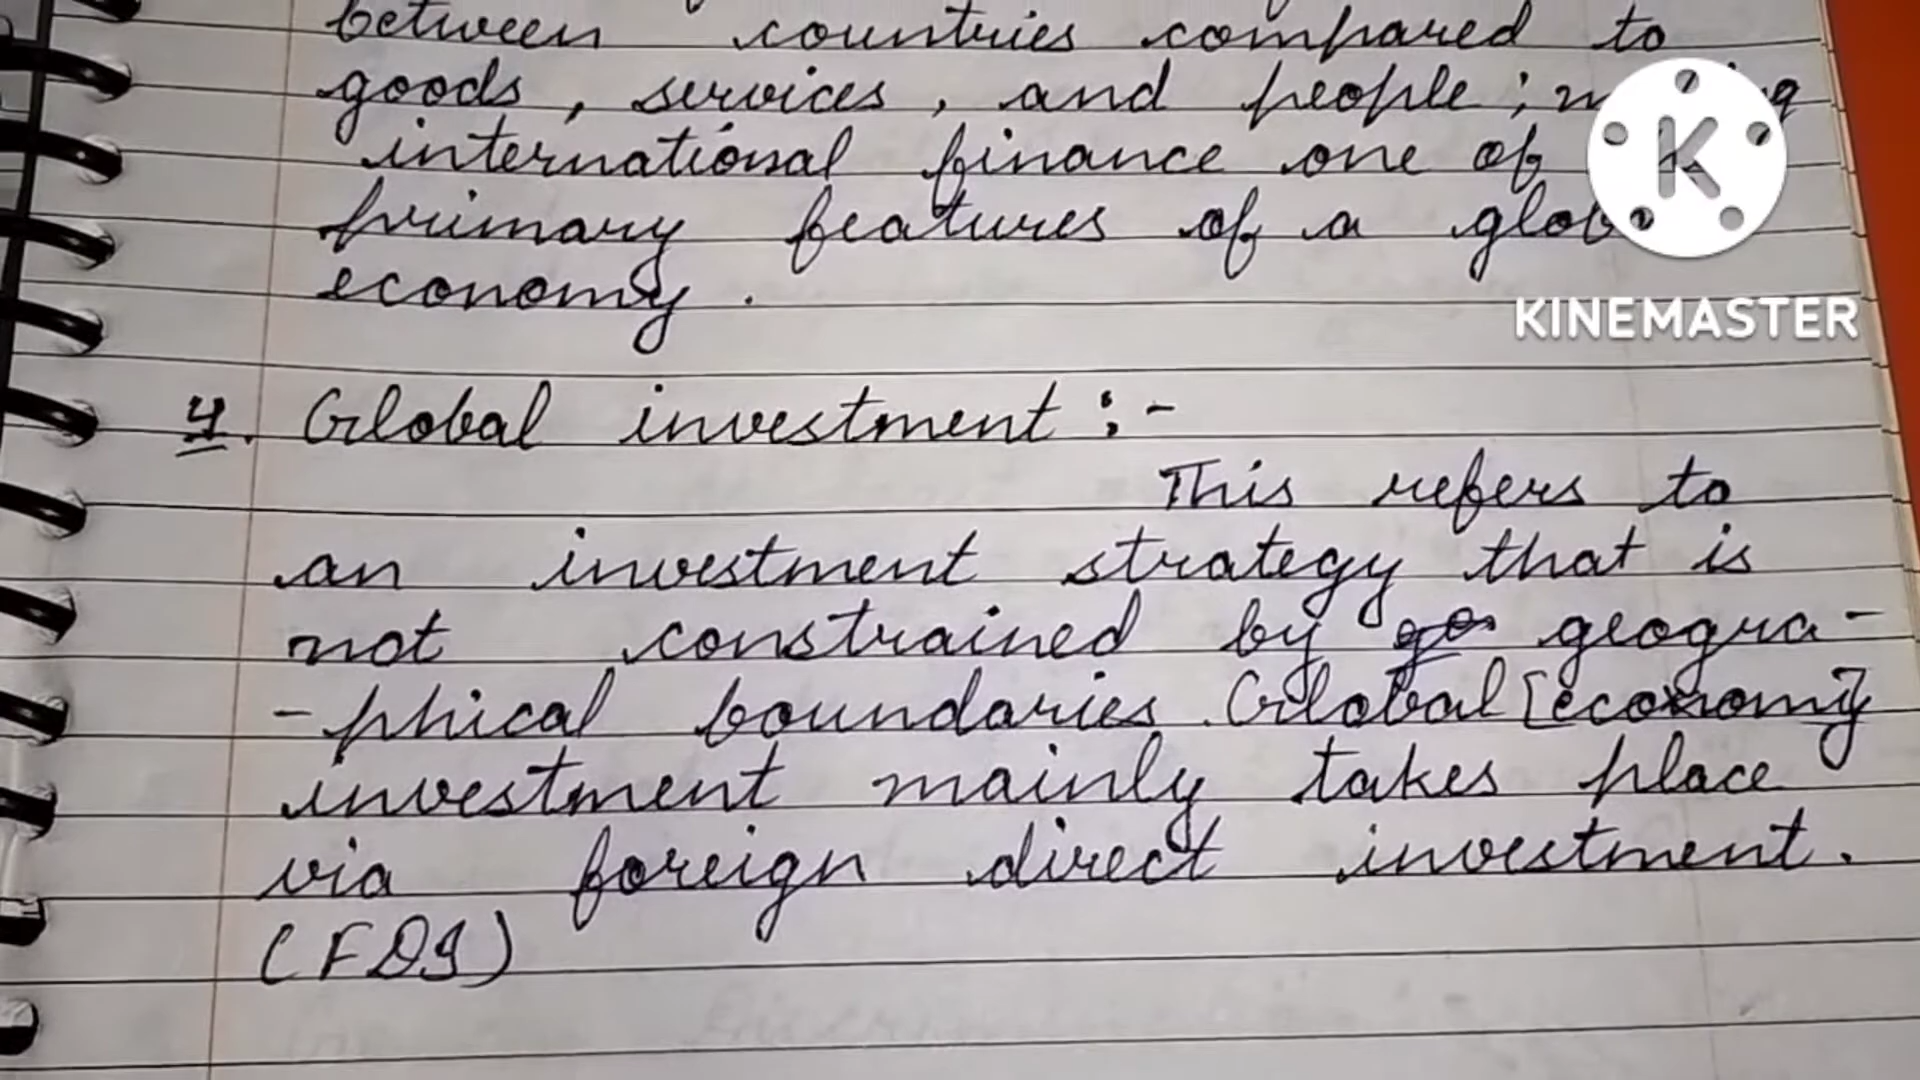 between countries compared to
goods, services, and people;
international finance one of
primary features of a
economy.
KINEMASTER
4. Global investment :-
This refers to
an investment strategy that is
not constrained by geogra-
-phical boundaries. Global [economy]
investment mainly takes place
via foreign direct investment.
(FDI)